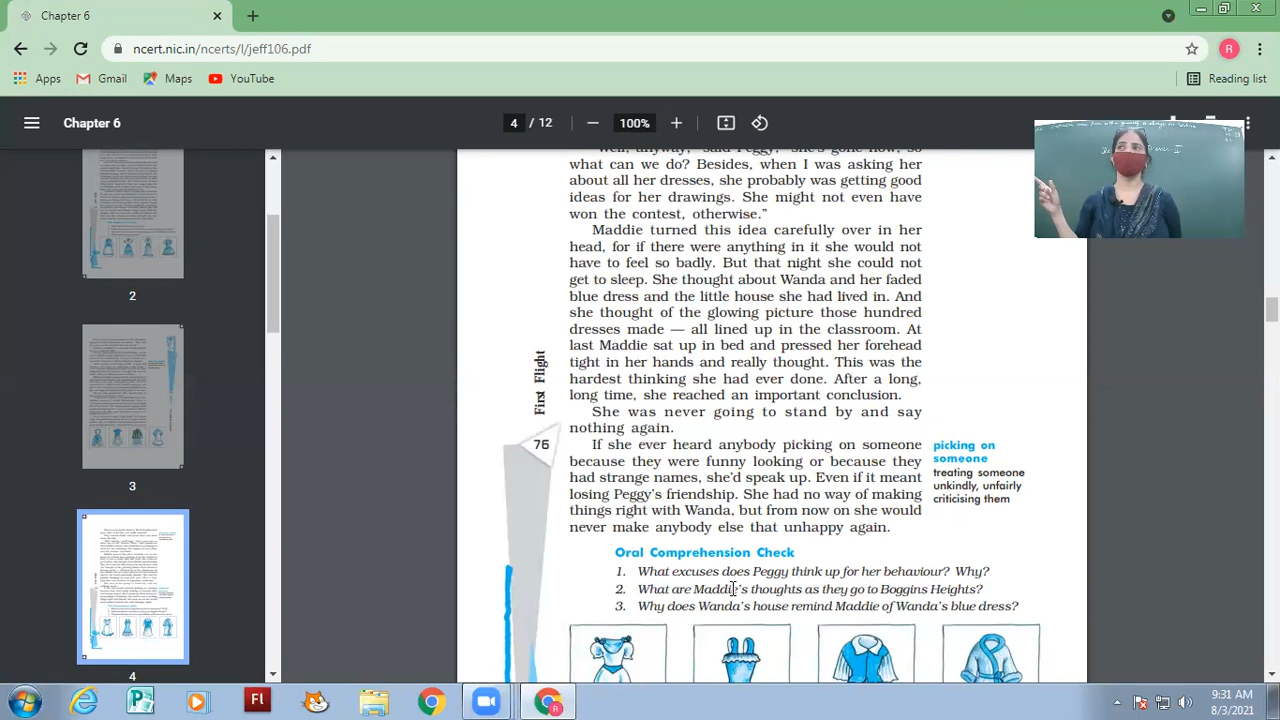 Chapter 6
ncert.nic.in/ncerts/l/jeff106.pdf
R
Apps
Gmail
Maps
YouTube
Reading list
Chapter 6
4 / 12
100%
2
3
4
"Well, anyway," said Peggy, "she's gone now, so
what can we do? Besides, when I was asking her
about all her dresses, she probably was getting good
ideas for her drawings. She might not even have
won the contest, otherwise."
Maddie turned this idea carefully over in her
head, for if there were anything in it she would not
have to feel so badly. But that night she could not
get to sleep. She thought about Wanda and her faded
blue dress and the little house she had lived in. And
she thought of the glowing picture those hundred
dresses made — all lined up in the classroom. At
last Maddie sat up in bed and pressed her forehead
tight in her hands and really thought. This was the
hardest thinking she had ever done. After a long,
long time, she reached an important conclusion.
She was never going to stand by and say
nothing again.
If she ever heard anybody picking on someone
because they were funny looking or because they
had strange names, she'd speak up. Even if it meant
losing Peggy's friendship. She had no way of making
things right with Wanda, but from now on she would
never make anybody else that unhappy again.
First Flight
76
picking on
someone
treating someone
unkindly, unfairly
criticising them
Oral Comprehension Check
1. What excuses does Peggy think up for her behaviour? Why?
2. What are Maddie's thoughts as they go to Boggins Heights?
3. Why does Wanda's house remind Maddie of Wanda's blue dress?
9:31 AM
8/3/2021